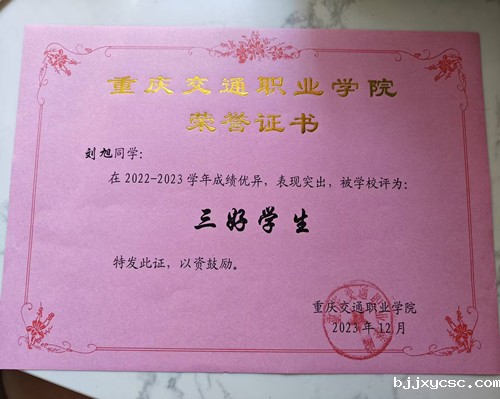 重庆交通职业学院
荣誉证书
刘旭同学：
在2022-2023学年成绩优异，表现突出，被学校评为：
三好学生
特发此证，以资鼓励。
重庆交通职业学院
2023年12月
bjjxycsc.com